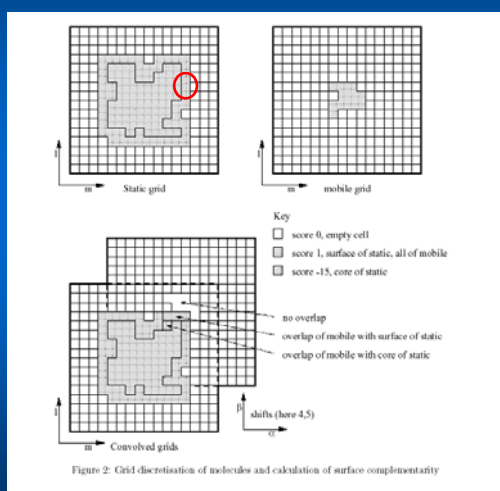 l
m
Static grid
l
m
mobile grid
Key
score 0, empty cell
score 1, surface of static, all of mobile
score -15, core of static
no overlap
overlap of mobile with surface of static
overlap of mobile with core of static
l
m
Convolved grids
β
shifts (here 4,5)
α
Figure 2: Grid discretisation of molecules and calculation of surface complementarity